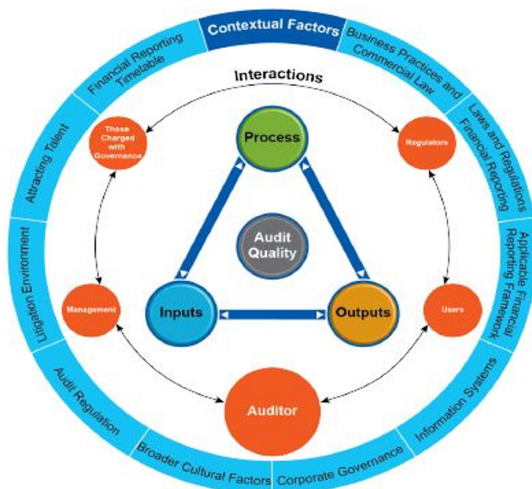 Contextual Factors
Business Practices and
Commercial Law
Laws and Regulations
Financial Reporting
Applicable Financial
Reporting Framework
Information Systems
Corporate Governance
Broader Cultural Factors
Audit Regulation
Litigation Environment
Attracting Talent
Financial Reporting
Timetable
Interactions
Those
Charged with
Governance
Process
Regulators
Audit
Quality
Management
Inputs
Outputs
Users
Auditor